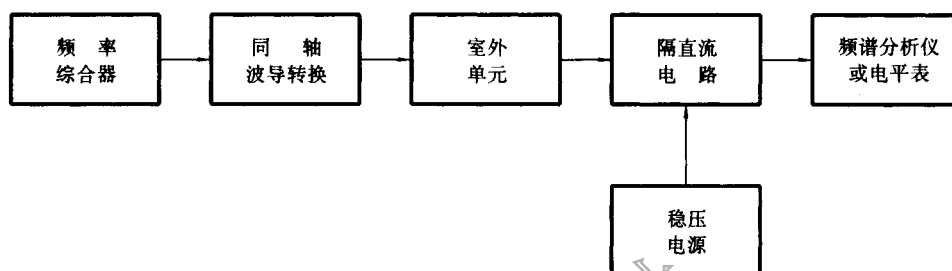 频率
综合器
同轴
波导转换
室外
单元
隔直流
电路
频谱分析仪
或电平表
稳压
电源